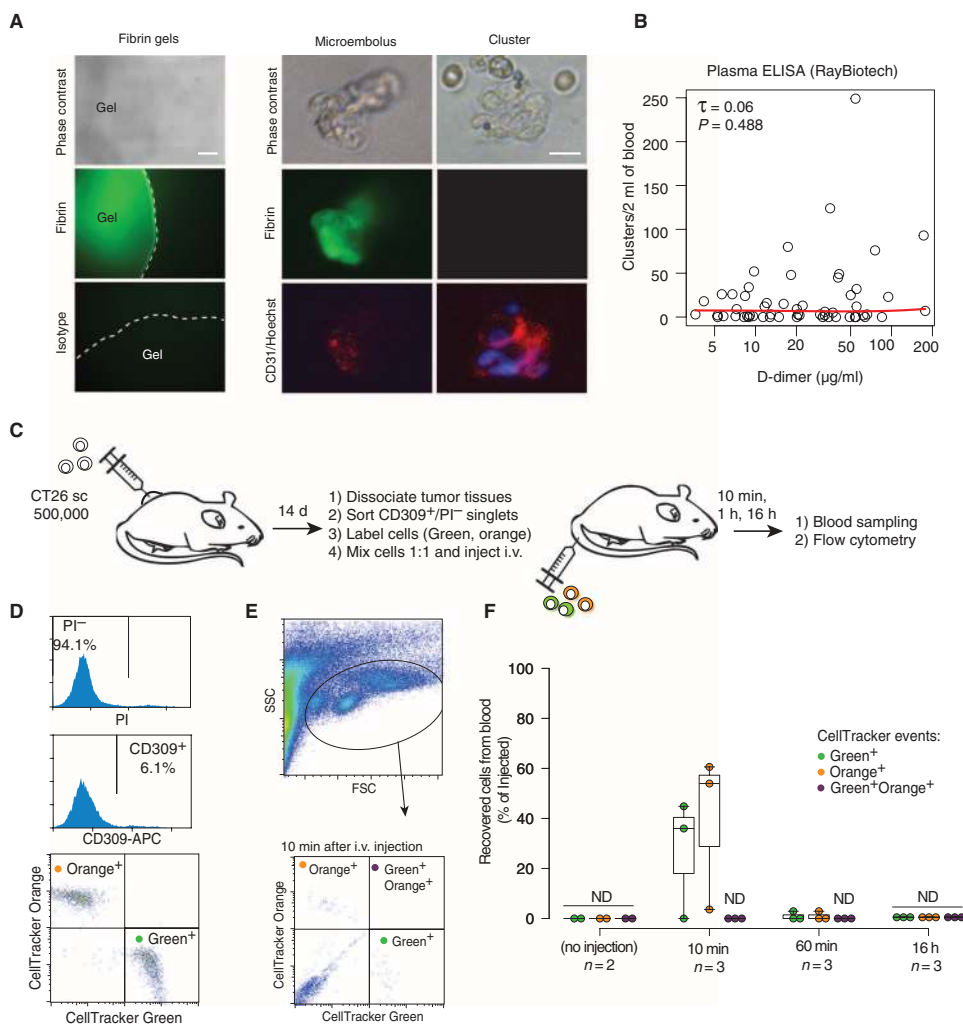 A
Fibrin gels
Microembolus
Cluster
Phase contrast
Gel
Phase contrast
Fibrin
Gel
Fibrin
Isotype
Gel
CD31/Hoechst
B
Plasma ELISA (RayBiotech)
τ = 0.06
P = 0.488
Clusters/2 ml of blood
250
200
150
100
50
0
5 10 20 50 100 200
D-dimer (µg/ml)
C
CT26 sc
500,000
14 d
1) Dissociate tumor tissues
2) Sort CD309+/PI– singlets
3) Label cells (Green, orange)
4) Mix cells 1:1 and inject i.v.
10 min,
1 h, 16 h
1) Blood sampling
2) Flow cytometry
D
PI–
94.1%
PI
CD309+
6.1%
CD309-APC
Orange+
Green+
CellTracker Orange
CellTracker Green
E
SSC
FSC
10 min after i.v. injection
Orange+
Green+
Orange+
Green+
CellTracker Orange
CellTracker Green
F
Recovered cells from blood
(% of Injected)
100
80
60
40
20
0
CellTracker events:
Green+
Orange+
Green+Orange+
ND
ND
ND
ND
(no injection)
n = 2
10 min
n = 3
60 min
n = 3
16 h
n = 3